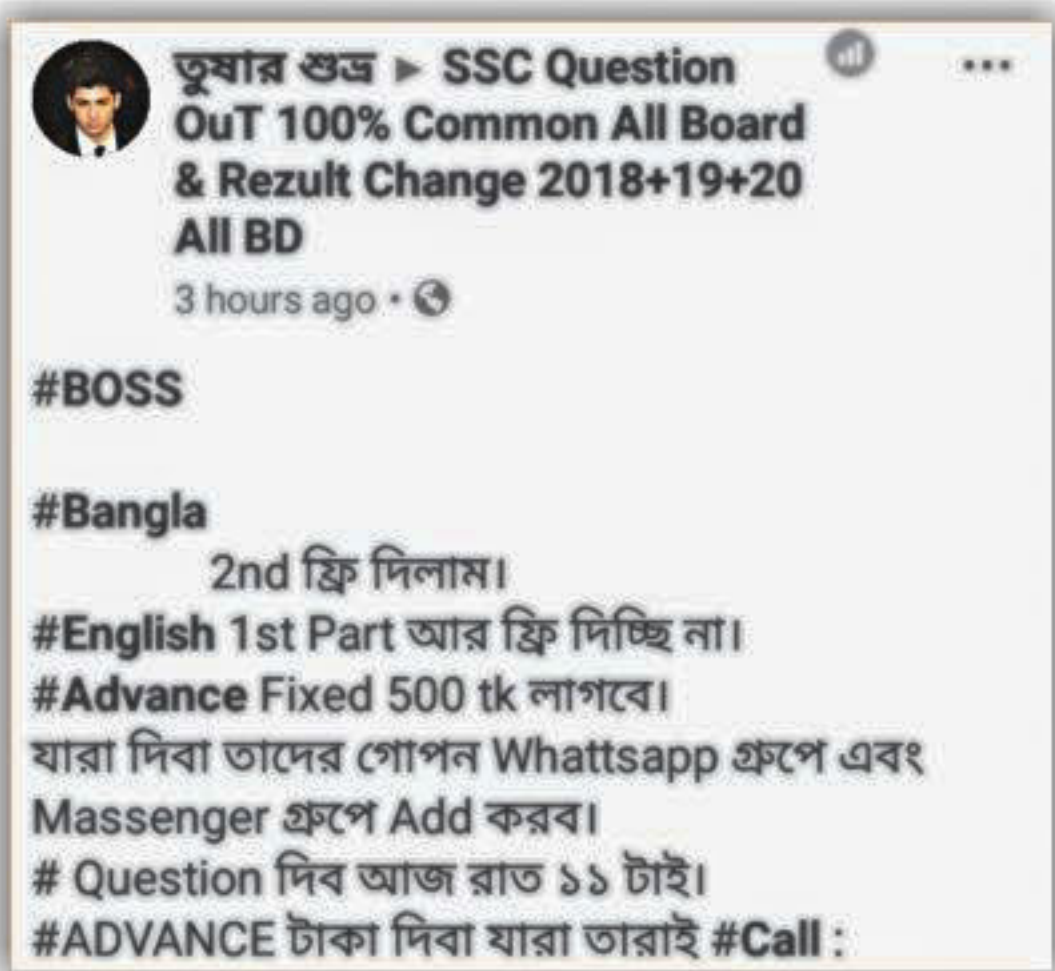 তুষার শুভ্র ▸ SSC Question
OuT 100% Common All Board
& Rezult Change 2018+19+20
All BD
3 hours ago •
#BOSS
#Bangla
2nd ফ্রি দিলাম।
#English 1st Part আর ফ্রি দিচ্ছি না।
#Advance Fixed 500 tk লাগবে।
যারা দিবা তাদের গোপন Whattsapp গ্রুপে এবং
Massenger গ্রুপে Add করব।
# Question দিব আজ রাত ১১ টাই।
#ADVANCE টাকা দিবা যারা তারাই #Call :